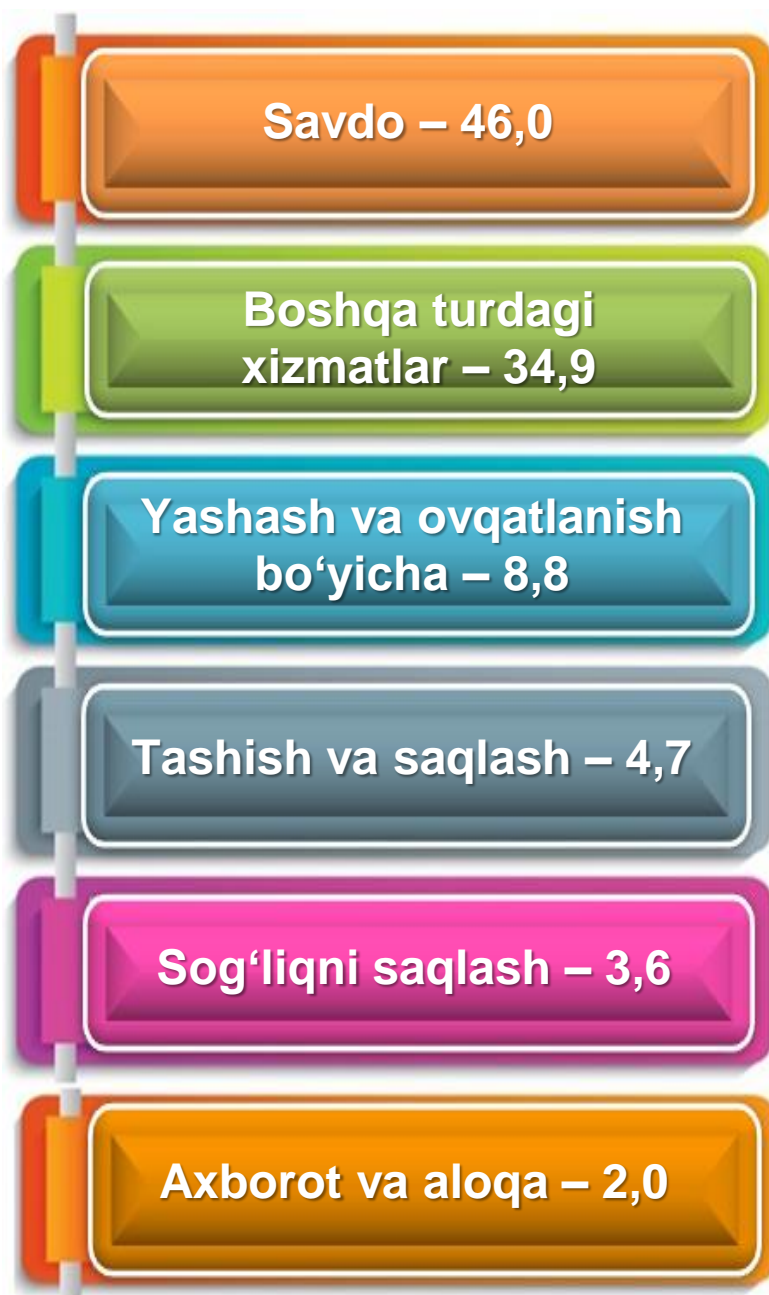 Savdo – 46,0
Boshqa turdagi
xizmatlar – 34,9
Yashash va ovqatlanish
bo‘yicha – 8,8
Tashish va saqlash – 4,7
Sog‘liqni saqlash – 3,6
Axborot va aloqa – 2,0